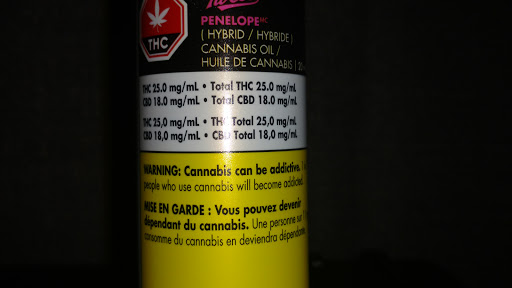 Tweed
THC
PENELOPE MC
( HYBRID / HYBRIDE )
CANNABIS OIL /
HUILE DE CANNABIS | 20
THC 25.0 mg/mL • Total THC 25.0 mg/mL
CBD 18.0 mg/mL • Total CBD 18.0 mg/mL
THC 25,0 mg/mL • THC Total 25,0 mg/mL
CBD 18,0 mg/mL • CBD Total 18,0 mg/mL
WARNING: Cannabis can be addictive. 1
people who use cannabis will become addicted.
MISE EN GARDE : Vous pouvez devenir
dépendant du cannabis. Une personne sur
consomme du cannabis en deviendra dépendante